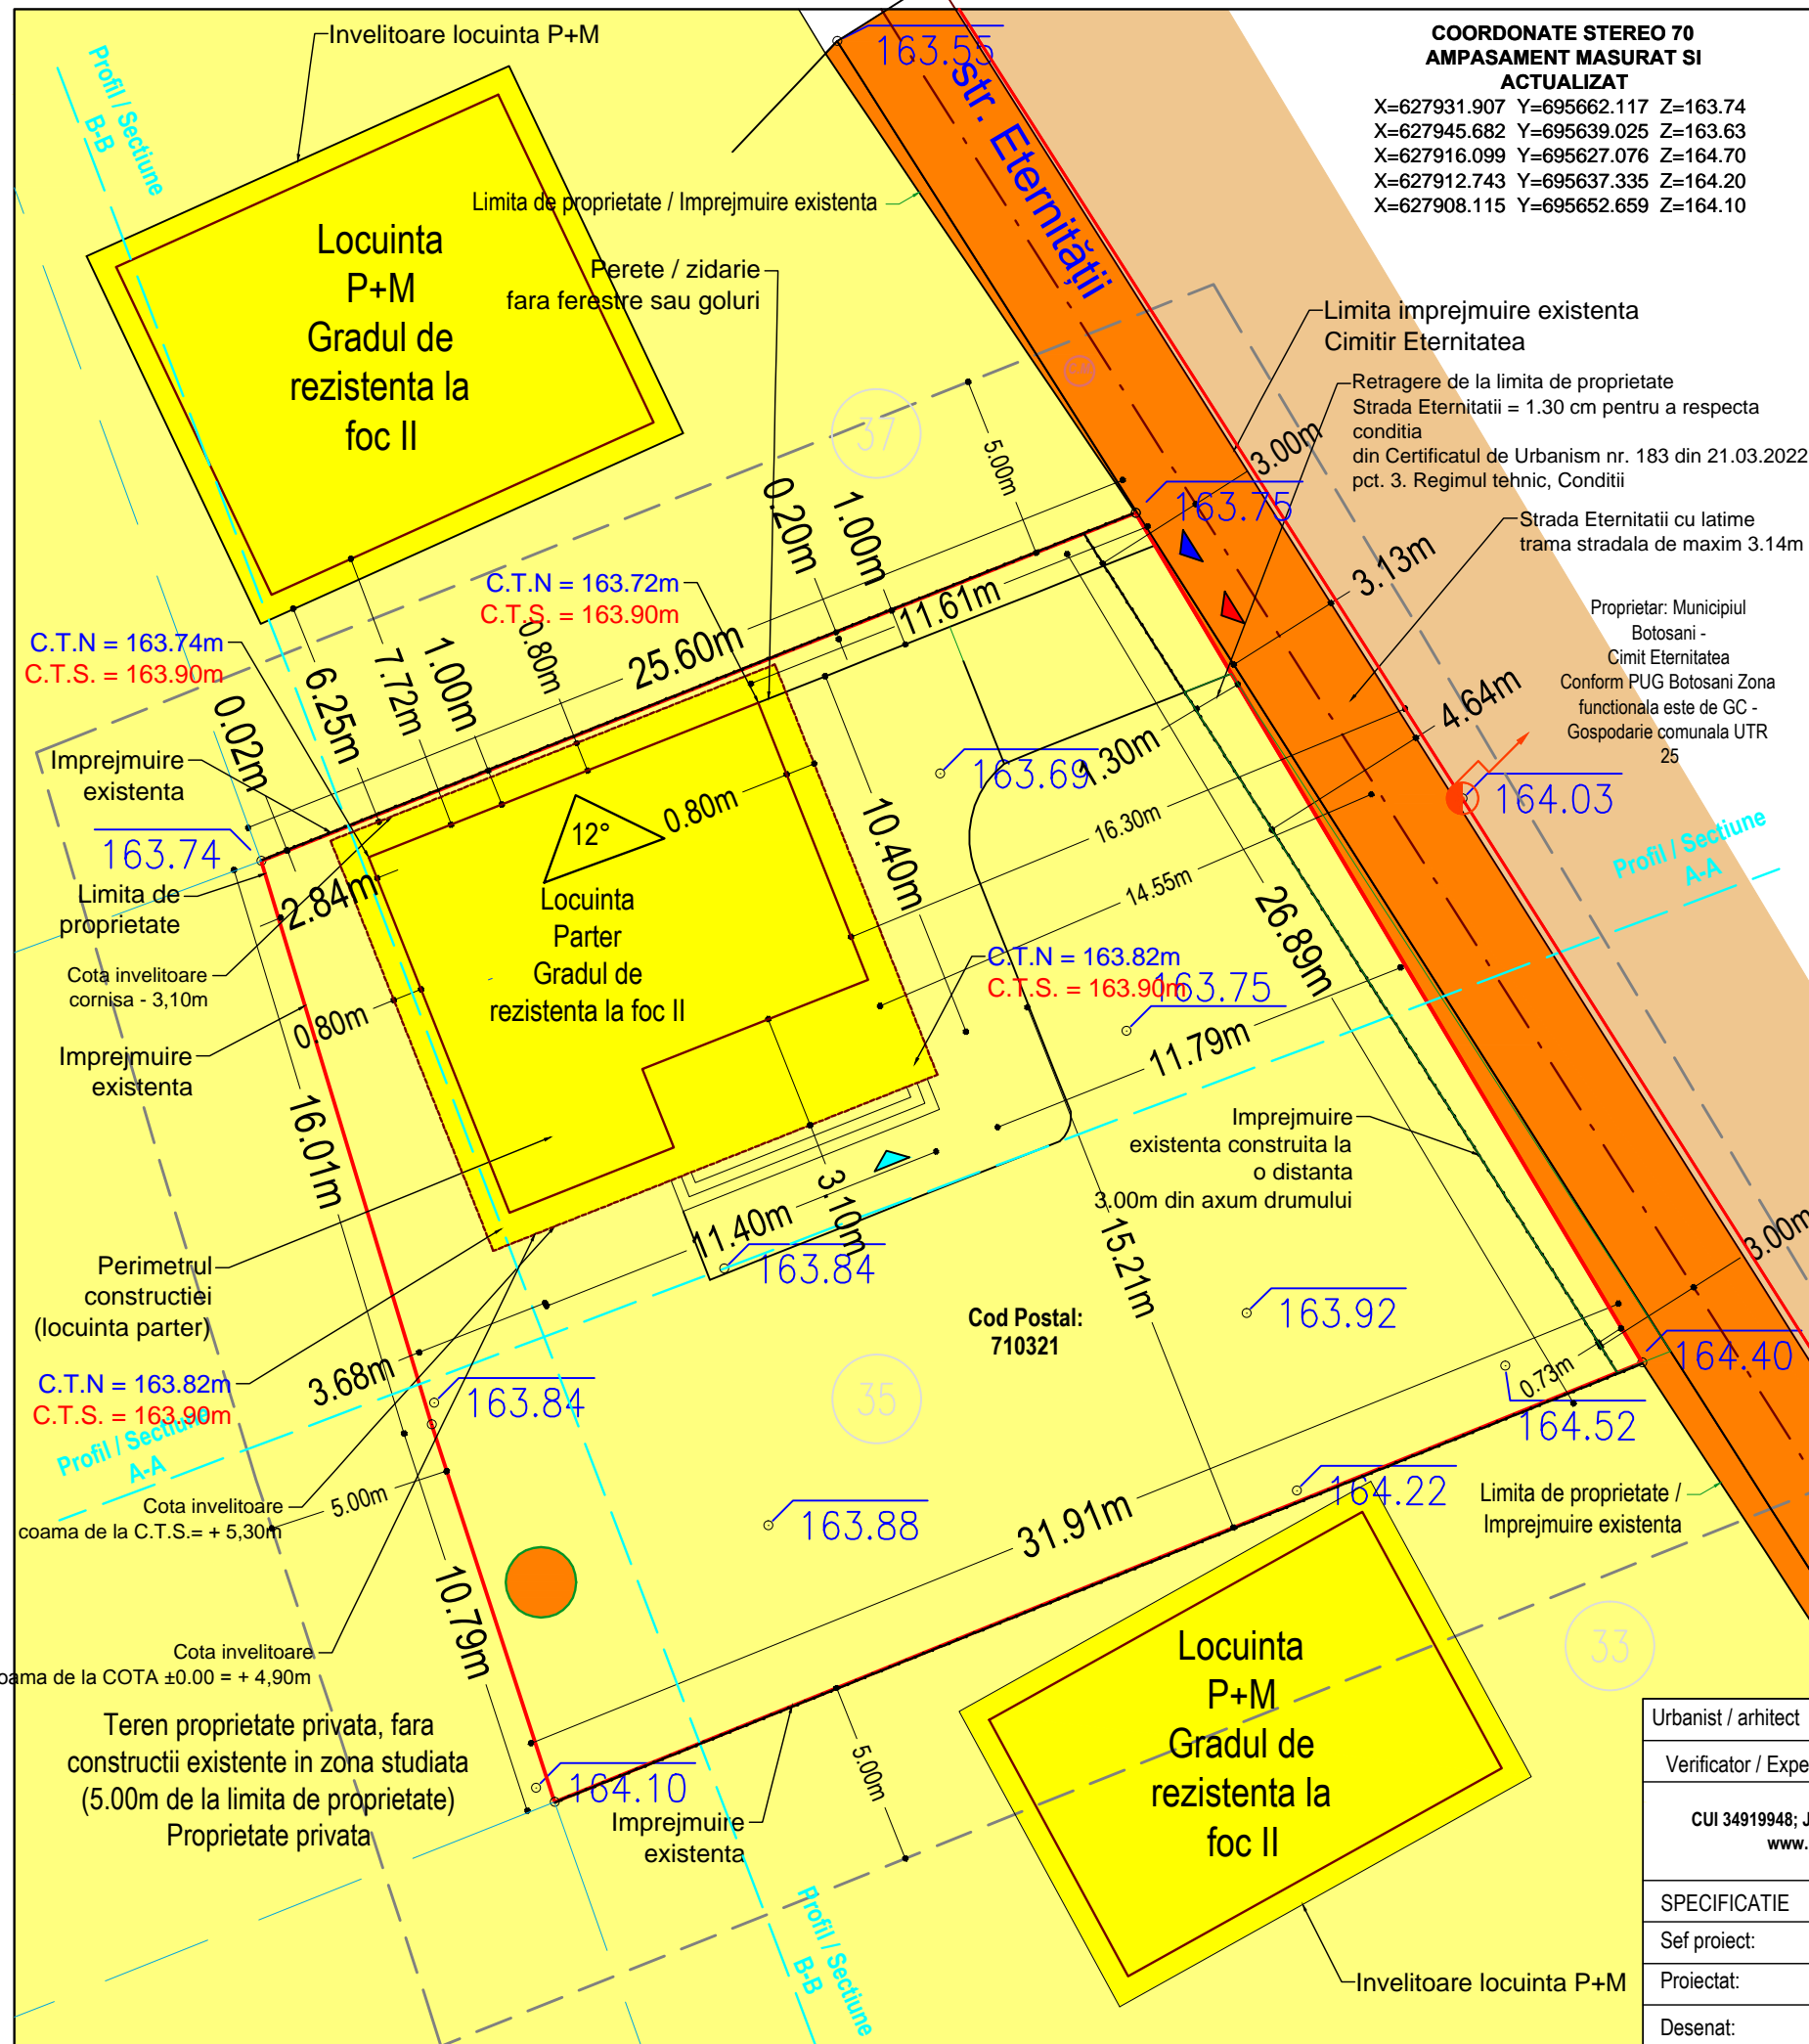 COORDONATE STEREO 70
AMPASAMENT MASURAT SI
ACTUALIZAT
X=627931.907 Y=695662.117 Z=163.74
X=627945.682 Y=695639.025 Z=163.63
X=627916.099 Y=695627.076 Z=164.70
X=627912.743 Y=695637.335 Z=164.20
X=627908.115 Y=695652.659 Z=164.10
Invelitoare locuinta P+M
Profil / Sectiune
B-B
163.55
str. Eternității
Limita de proprietate / Imprejmuire existenta
Locuinta
P+M
Gradul de
rezistenta la
foc II
Perete / zidarie
fara ferestre sau goluri
Limita imprejmuire existenta
Cimitir Eternitatea
C.M
Retragere de la limita de proprietate
Strada Eternitatii = 1.30 cm pentru a respecta
conditia
din Certificatul de Urbanism nr. 183 din 21.03.2022
pct. 3. Regimul tehnic, Conditii
37
5.00m
3.00m
163.75
0.20m
1.00m
Strada Eternitatii cu latime
trama stradala de maxim 3.14m
3.13m
C.T.N = 163.72m
C.T.S. = 163.90m
11.61m
Proprietar: Municipiul
Botosani -
Cimit Eternitatea
Conform PUG Botosani Zona
functionala este de GC -
Gospodarie comunala UTR
25
C.T.N = 163.74m
C.T.S. = 163.90m
0.02m
6.25m
7.72m
1.00m
0.80m
25.60m
4.64m
Imprejmuire
existenta
163.69
1.30m
164.03
163.74
0.80m
12°
10.40m
16.30m
Profil / Sectiune
A-A
Limita de
proprietate
2.84m
14.55m
26.89m
Locuinta
Parter
Gradul de
rezistenta la foc II
Cota invelitoare
cornisa - 3,10m
C.T.N = 163.82m
C.T.S. = 163.90m
163.75
0.80m
11.79m
Imprejmuire
existenta
16.01m
Imprejmuire
existenta construita la
o distanta
3.00m din axum drumului
3.10m
11.40m
15.21m
3.00m
Perimetrul
constructiei
(locuinta parter)
163.84
163.92
Cod Postal:
710321
164.40
3.68m
0.73m
C.T.N = 163.82m
C.T.S. = 163.90m
163.84
35
164.52
Profil / Sectiune
A-A
5.00m
Cota invelitoare
coama de la C.T.S.= + 5,30m
163.88
31.91m
164.22
Limita de proprietate /
Imprejmuire existenta
10.79m
33
Cota invelitoare
oama de la COTA ±0.00 = + 4,90m
Locuinta
P+M
Gradul de
rezistenta la
foc II
Teren proprietate privata, fara
constructii existente in zona studiata
(5.00m de la limita de proprietate)
Proprietate privata
164.10
5.00m
Imprejmuire
existenta
Profil / Sectiune
B-B
Invelitoare locuinta P+M
Urbanist / arhitect
Verificator / Expe
CUI 34919948; J
www.
SPECIFICATIE
Sef proiect:
Proiectat:
Desenat: